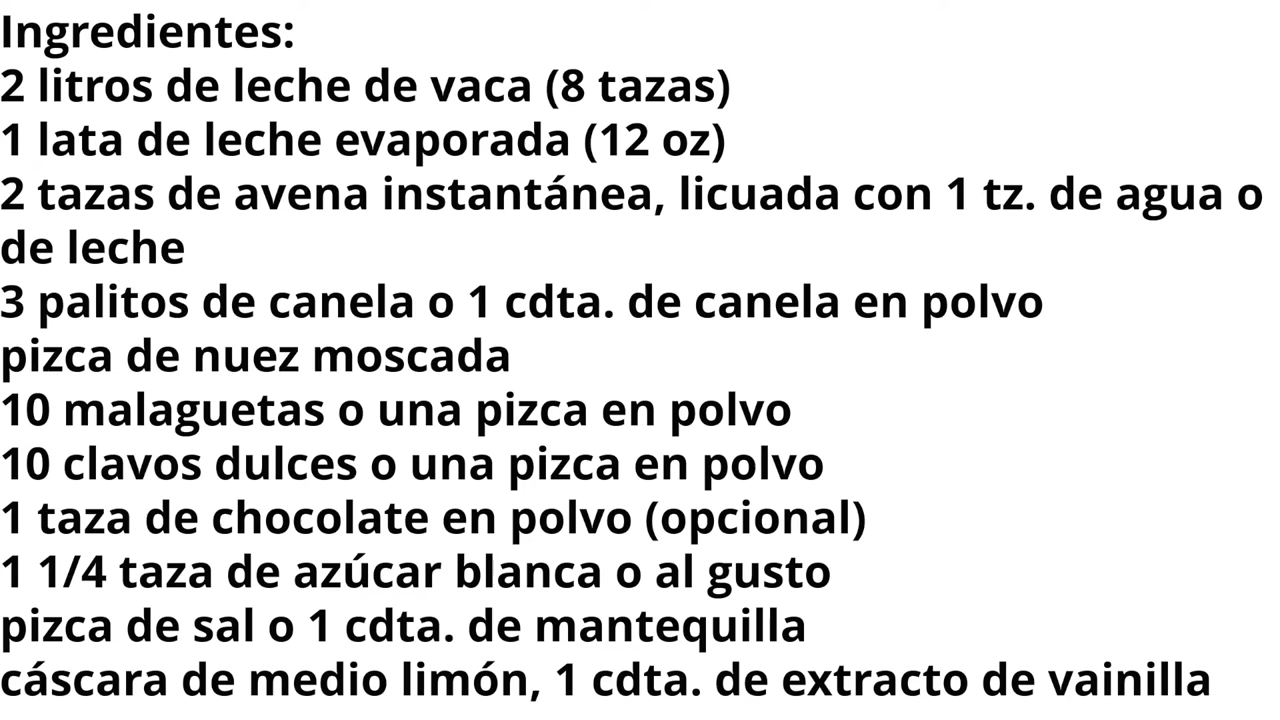 Ingredientes:
2 litros de leche de vaca (8 tazas)
1 lata de leche evaporada (12 oz)
2 tazas de avena instantánea, licuada con 1 tz. de agua o
de leche
3 palitos de canela o 1 cdta. de canela en polvo
pizca de nuez moscada
10 malaguetas o una pizca en polvo
10 clavos dulces o una pizca en polvo
1 taza de chocolate en polvo (opcional)
1 1/4 taza de azúcar blanca o al gusto
pizca de sal o 1 cdta. de mantequilla
cáscara de medio limón, 1 cdta. de extracto de vainilla